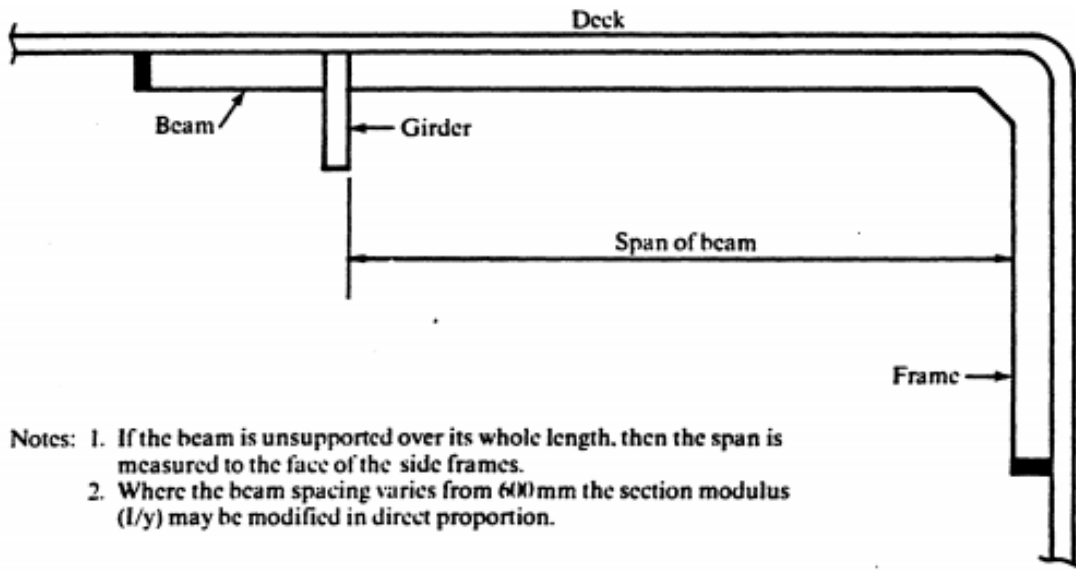 Deck
Beam
Girder
Span of beam
Frame
Notes: 1. If the beam is unsupported over its whole length, then the span is
measured to the face of the side frames.
2. Where the beam spacing varies from 600mm the section modulus
(I/y) may be modified in direct proportion.